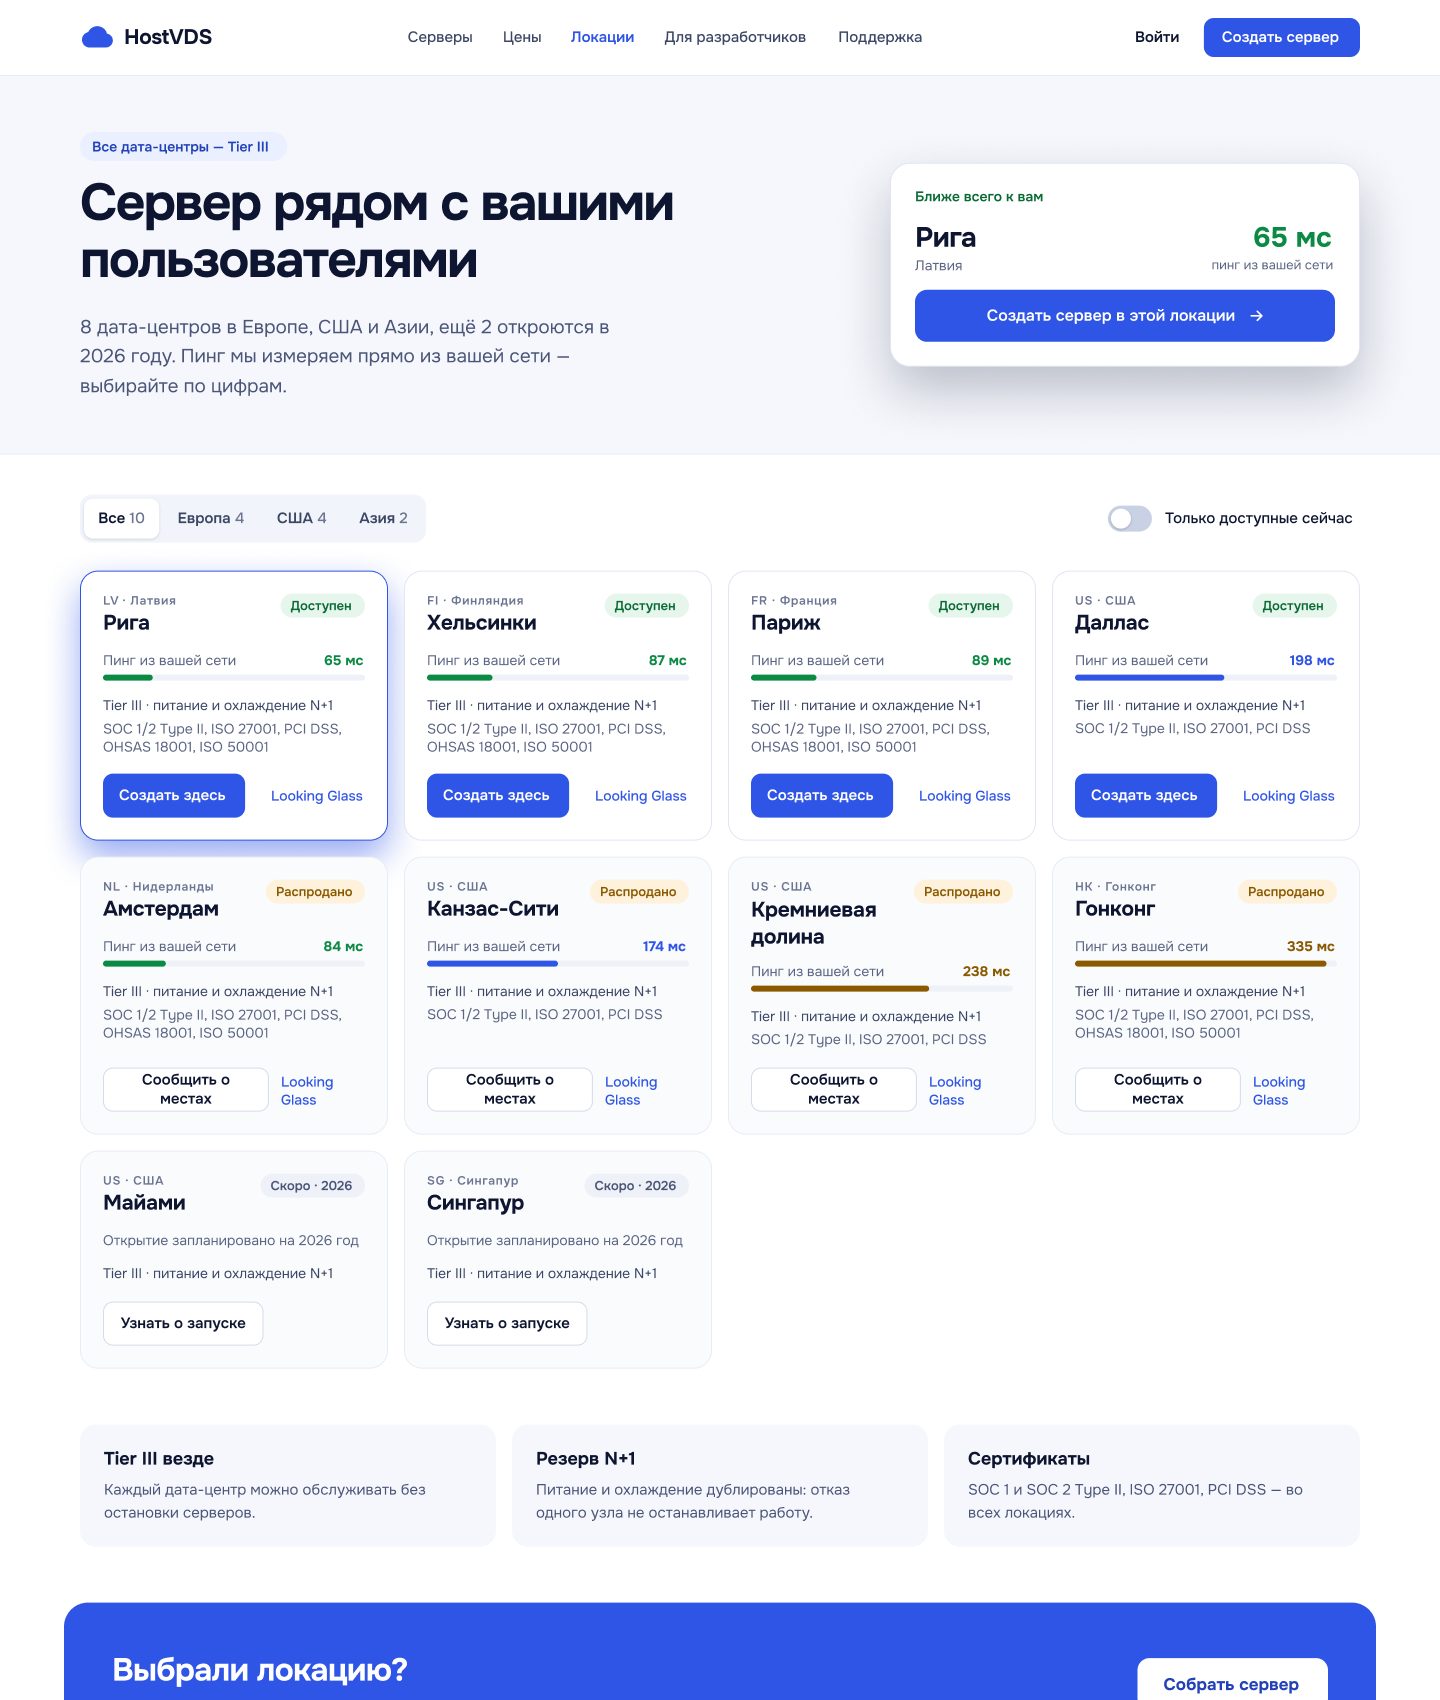 HostVDS
Серверы
Цены
Локации
Для разработчиков
Поддержка
Войти
Создать сервер
Все дата-центры — Tier III
Сервер рядом с вашими
пользователями
8 дата-центров в Европе, США и Азии, ещё 2 откроются в
2026 году. Пинг мы измеряем прямо из вашей сети —
выбирайте по цифрам.
Ближе всего к вам
Рига
65 мс
Латвия
пинг из вашей сети
Создать сервер в этой локации →
Все 10
Европа 4
США 4
Азия 2
Только доступные сейчас
LV · Латвия
Доступен
Рига
Пинг из вашей сети
65 мс
Tier III · питание и охлаждение N+1
SOC 1/2 Type II, ISO 27001, PCI DSS,
OHSAS 18001, ISO 50001
Создать здесь
Looking Glass
FI · Финляндия
Доступен
Хельсинки
Пинг из вашей сети
87 мс
Tier III · питание и охлаждение N+1
SOC 1/2 Type II, ISO 27001, PCI DSS,
OHSAS 18001, ISO 50001
Создать здесь
Looking Glass
FR · Франция
Доступен
Париж
Пинг из вашей сети
89 мс
Tier III · питание и охлаждение N+1
SOC 1/2 Type II, ISO 27001, PCI DSS,
OHSAS 18001, ISO 50001
Создать здесь
Looking Glass
US · США
Доступен
Даллас
Пинг из вашей сети
198 мс
Tier III · питание и охлаждение N+1
SOC 1/2 Type II, ISO 27001, PCI DSS
Создать здесь
Looking Glass
NL · Нидерланды
Распродано
Амстердам
Пинг из вашей сети
84 мс
Tier III · питание и охлаждение N+1
SOC 1/2 Type II, ISO 27001, PCI DSS,
OHSAS 18001, ISO 50001
Сообщить о
местах
Looking
Glass
US · США
Распродано
Канзас-Сити
Пинг из вашей сети
174 мс
Tier III · питание и охлаждение N+1
SOC 1/2 Type II, ISO 27001, PCI DSS
Сообщить о
местах
Looking
Glass
US · США
Распродано
Кремниевая
долина
Пинг из вашей сети
238 мс
Tier III · питание и охлаждение N+1
SOC 1/2 Type II, ISO 27001, PCI DSS
Сообщить о
местах
Looking
Glass
HK · Гонконг
Распродано
Гонконг
Пинг из вашей сети
335 мс
Tier III · питание и охлаждение N+1
SOC 1/2 Type II, ISO 27001, PCI DSS,
OHSAS 18001, ISO 50001
Сообщить о
местах
Looking
Glass
US · США
Скоро · 2026
Майами
Открытие запланировано на 2026 год
Tier III · питание и охлаждение N+1
Узнать о запуске
SG · Сингапур
Скоро · 2026
Сингапур
Открытие запланировано на 2026 год
Tier III · питание и охлаждение N+1
Узнать о запуске
Tier III везде
Каждый дата-центр можно обслуживать без
остановки серверов.
Резерв N+1
Питание и охлаждение дублированы: отказ
одного узла не останавливает работу.
Сертификаты
SOC 1 и SOC 2 Type II, ISO 27001, PCI DSS — во
всех локациях.
Выбрали локацию?
Собрать сервер